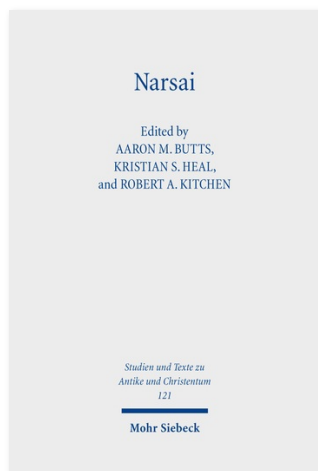 Narsai
Edited by
AARON M. BUTTS,
KRISTIAN S. HEAL,
and ROBERT A. KITCHEN
Studien und Texte zu
Antike und Christentum
121
Mohr Siebeck